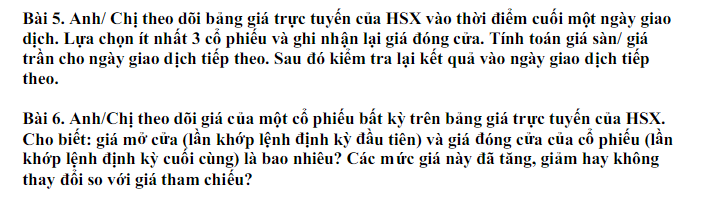 Bài 5. Anh/ Chị theo dõi bảng giá trực tuyến của HSX vào thời điểm cuối một ngày giao
dịch. Lựa chọn ít nhất 3 cổ phiếu và ghi nhận lại giá đóng cửa. Tính toán giá sàn/ giá
trần cho ngày giao dịch tiếp theo. Sau đó kiểm tra lại kết quả vào ngày giao dịch tiếp
theo.
Bài 6. Anh/Chị theo dõi giá của một cổ phiếu bất kỳ trên bảng giá trực tuyến của HSX.
Cho biết: giá mở cửa (lần khớp lệnh định kỳ đầu tiên) và giá đóng cửa của cổ phiếu (lần
khớp lệnh định kỳ cuối cùng) là bao nhiêu? Các mức giá này đã tăng, giảm hay không
thay đổi so với giá tham chiếu?